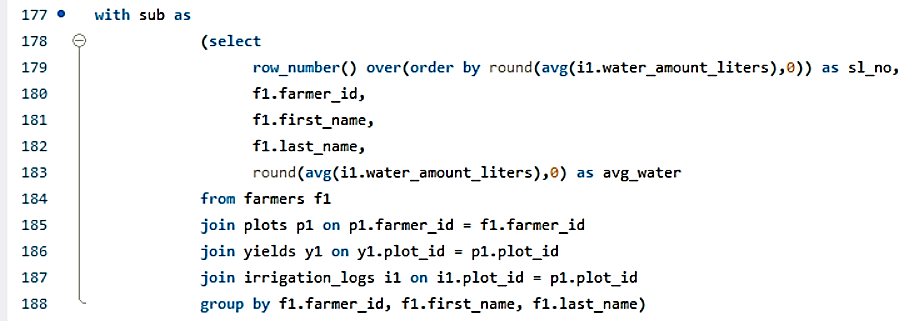 177 with sub as
178 (select
179 row_number() over(order by round(avg(i1.water_amount_liters),0)) as sl_no,
180 f1.farmer_id,
181 f1.first_name,
182 f1.last_name,
183 round(avg(i1.water_amount_liters),0) as avg_water
184 from farmers f1
185 join plots p1 on p1.farmer_id = f1.farmer_id
186 join yields y1 on y1.plot_id = p1.plot_id
187 join irrigation_logs i1 on i1.plot_id = p1.plot_id
188 group by f1.farmer_id, f1.first_name, f1.last_name)